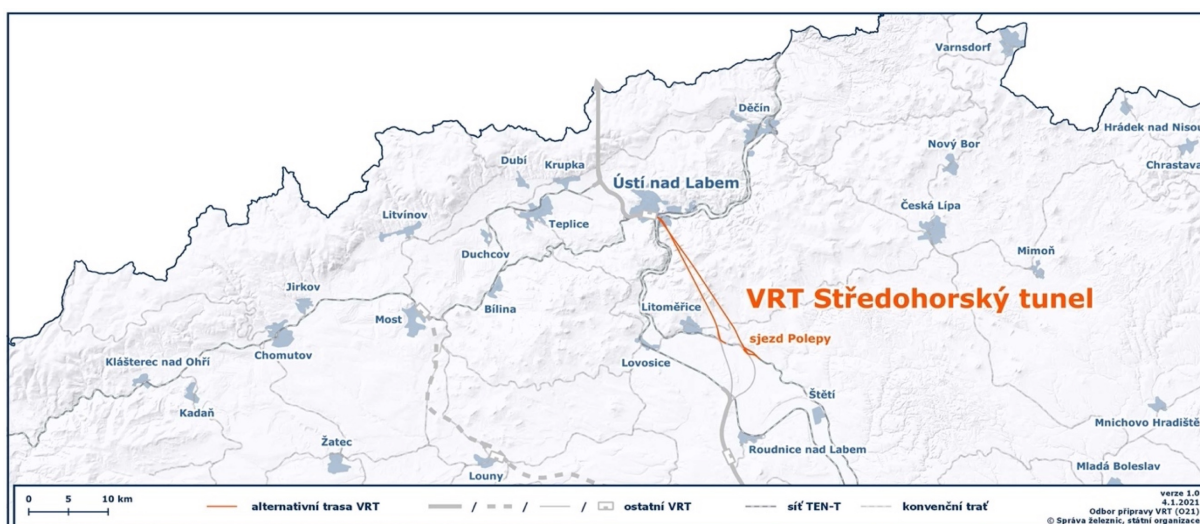 Varnsdorf
Děčín
Hrádek nad Nisou
Nový Bor
Chrastava
Dubí
Krupka
Ústí nad Labem
Teplice
Česká Lípa
Litvínov
Duchcov
Mimoň
Jirkov
Bílina
Litoměřice
VRT Středohorský tunel
Most
Chomutov
sjezd Polepy
Lovosice
Klášterec nad Ohří
Kadaň
Štětí
Mnichovo Hradiště
Žatec
Roudnice nad Labem
Louny
Mladá Boleslav
0 5 10 km
alternativní trasa VRT
/ / / ostatní VRT
síť TEN-T
konvenční trať
verze 1.0
4.1.2021
Odbor přípravy VRT (O21)
© Správa železnic, státní organizace